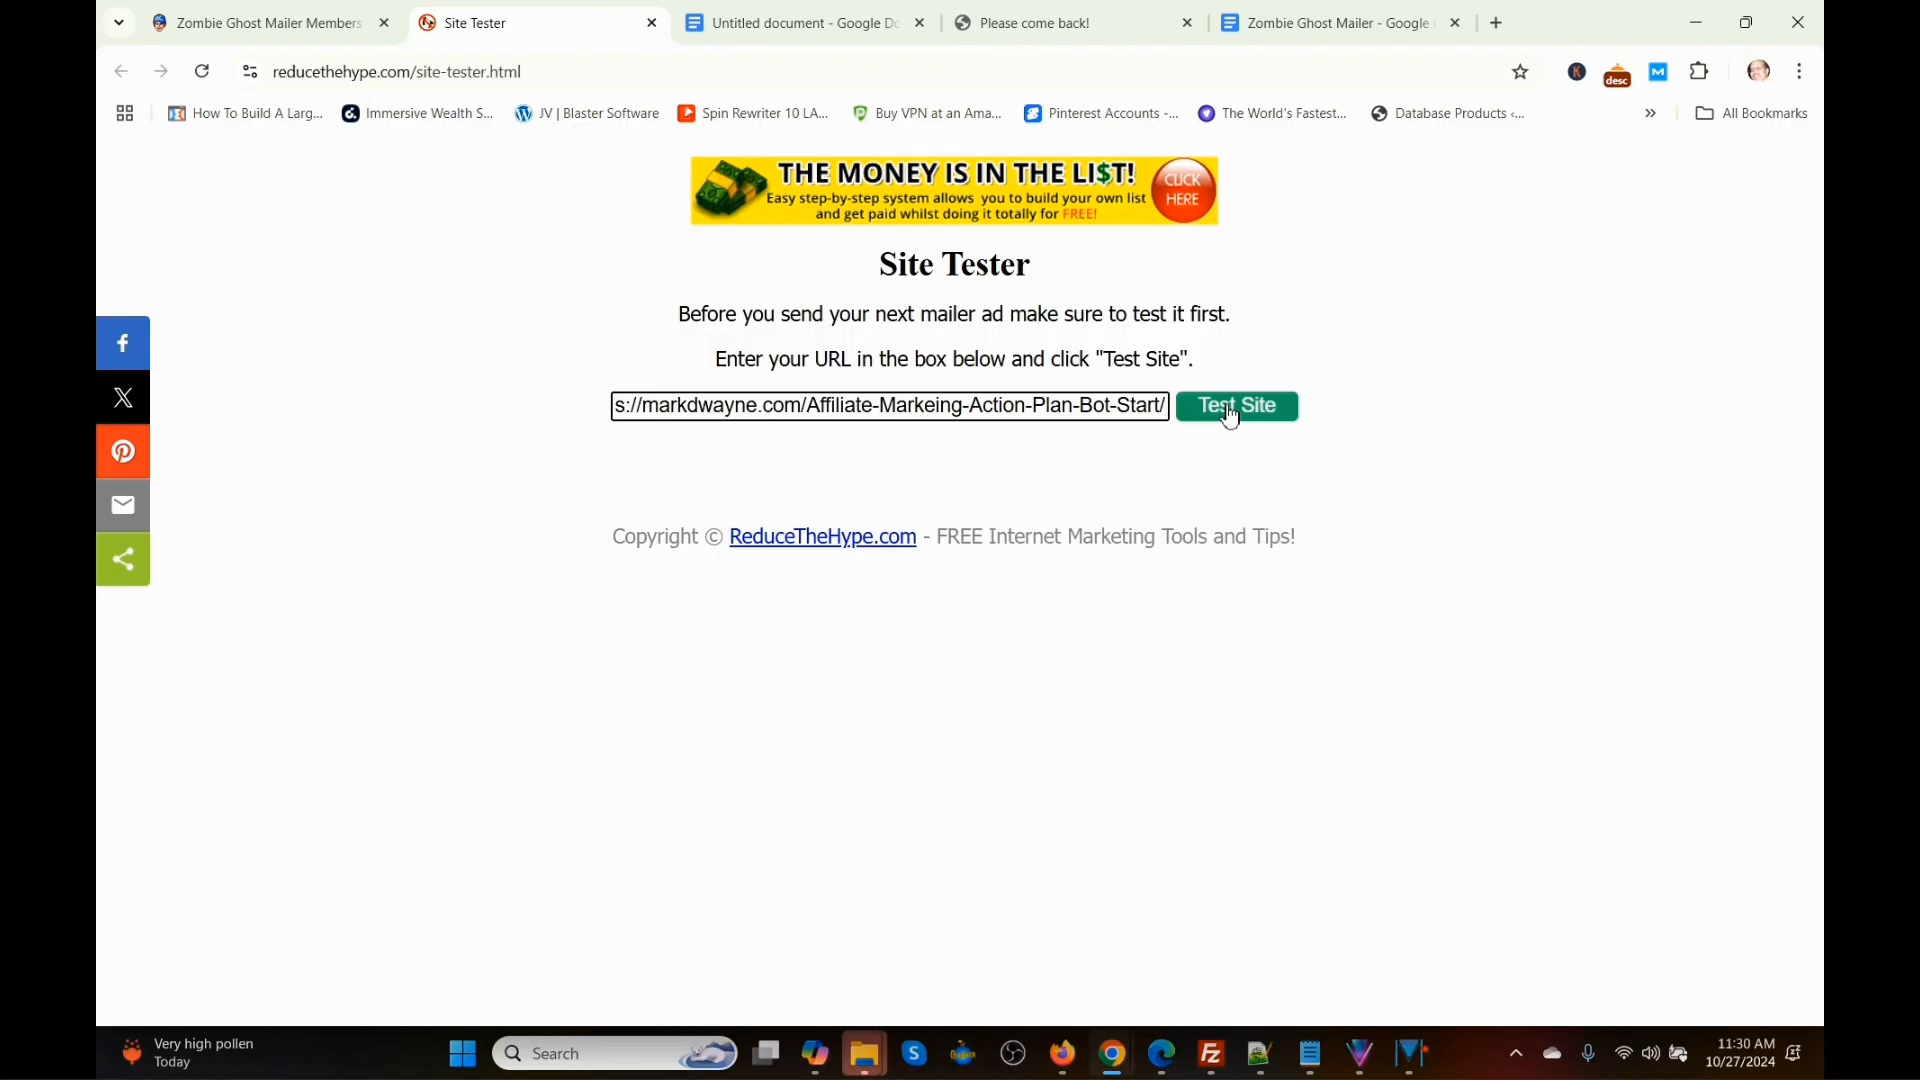 Zombie Ghost Mailer Members
Site Tester
Untitled document - Google Do
Please come back!
Zombie Ghost Mailer - Google
reducethehype.com/site-tester.html
desc
How To Build A Larg...
Immersive Wealth S...
JV | Blaster Software
Spin Rewriter 10 LA...
Buy VPN at an Ama...
Pinterest Accounts -...
The World's Fastest...
Database Products ‹...
All Bookmarks
THE MONEY IS IN THE LI$T!
Easy step-by-step system allows you to build your own list
and get paid whilst doing it totally for FREE!
CLICK
HERE
Site Tester
Before you send your next mailer ad make sure to test it first.
Enter your URL in the box below and click "Test Site".
s://markdwayne.com/Affiliate-Markeing-Action-Plan-Bot-Start/
Test Site
Copyright © ReduceTheHype.com - FREE Internet Marketing Tools and Tips!
Very high pollen
Today
Search
11:30 AM
10/27/2024